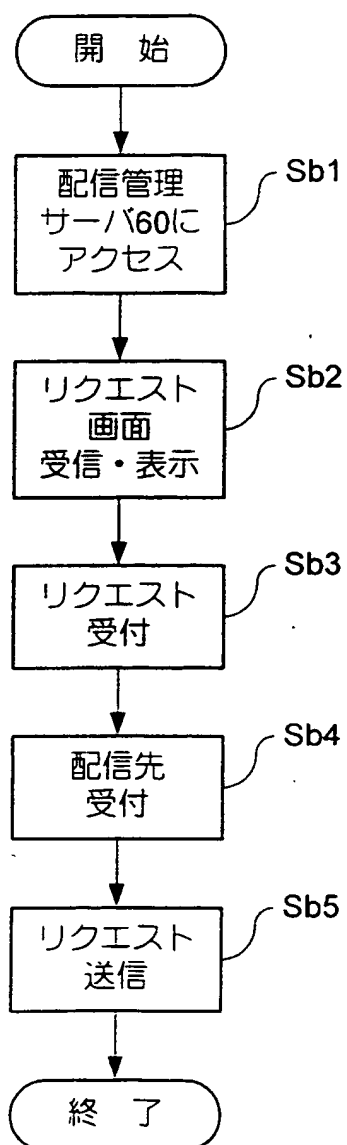 開 始
配信管理
サーバ60に
アクセス
Sb1
リクエスト
画面
受信・表示
Sb2
リクエスト
受付
Sb3
配信先
受付
Sb4
リクエスト
送信
Sb5
終 了